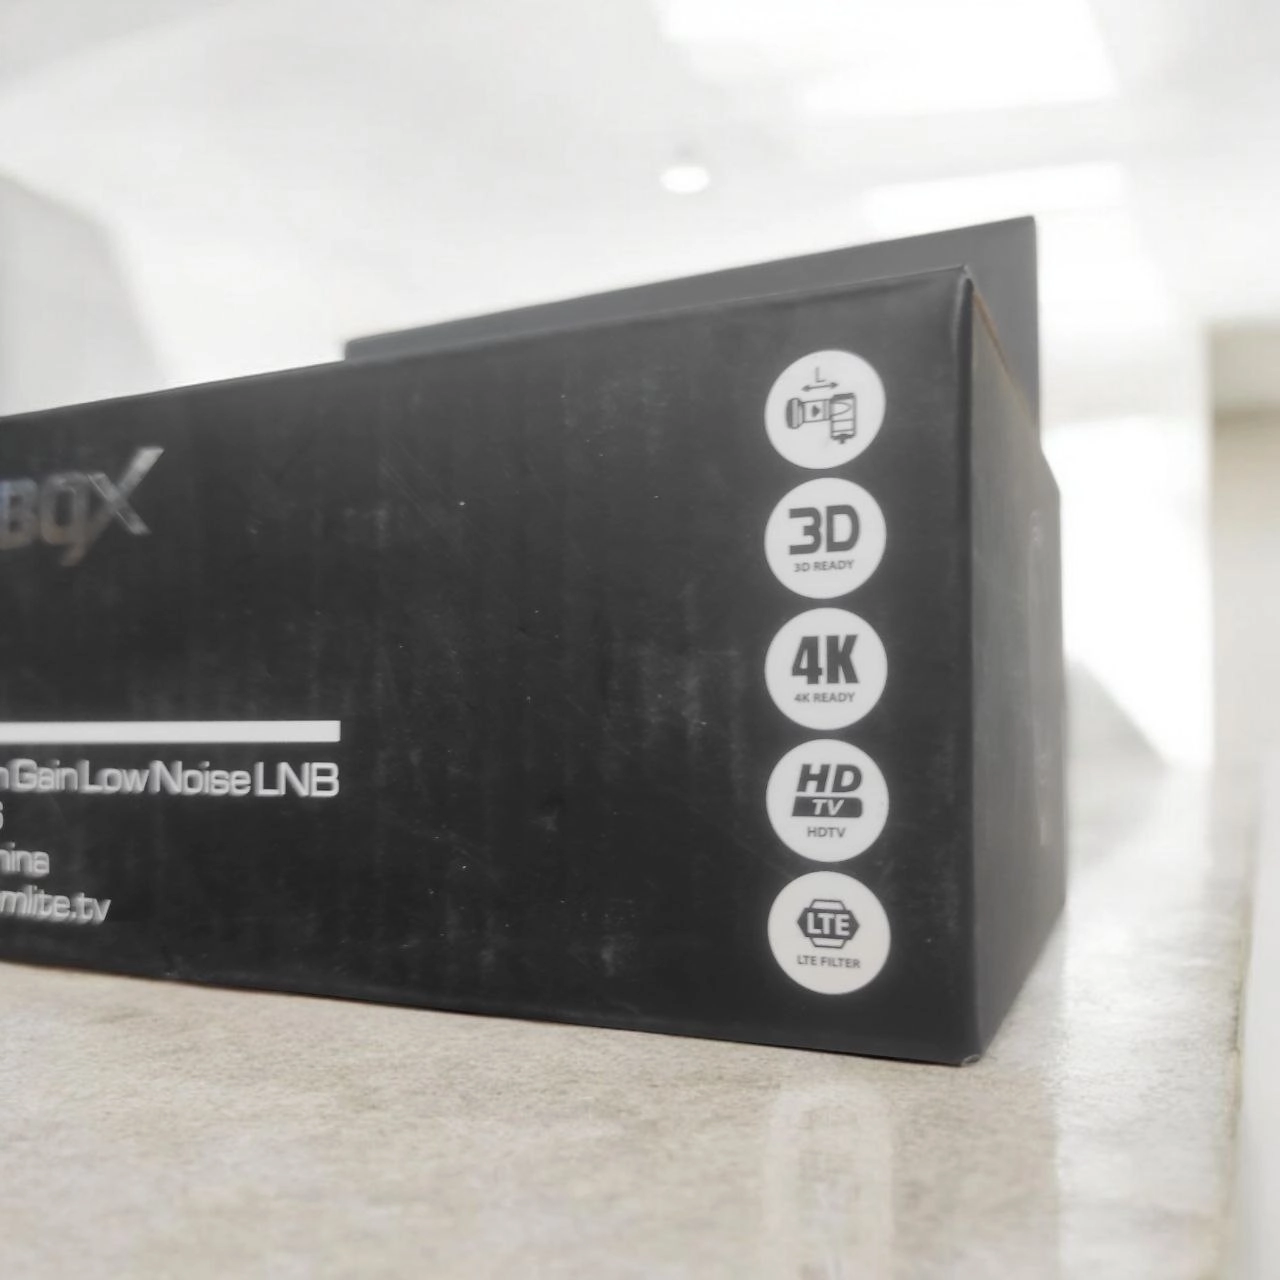 BOX
n Gain Low Noise LNB
6
hina
mlite.tv
L
3D
3D READY
4K
4K READY
HD
TV
HDTV
LTE
LTE FILTER